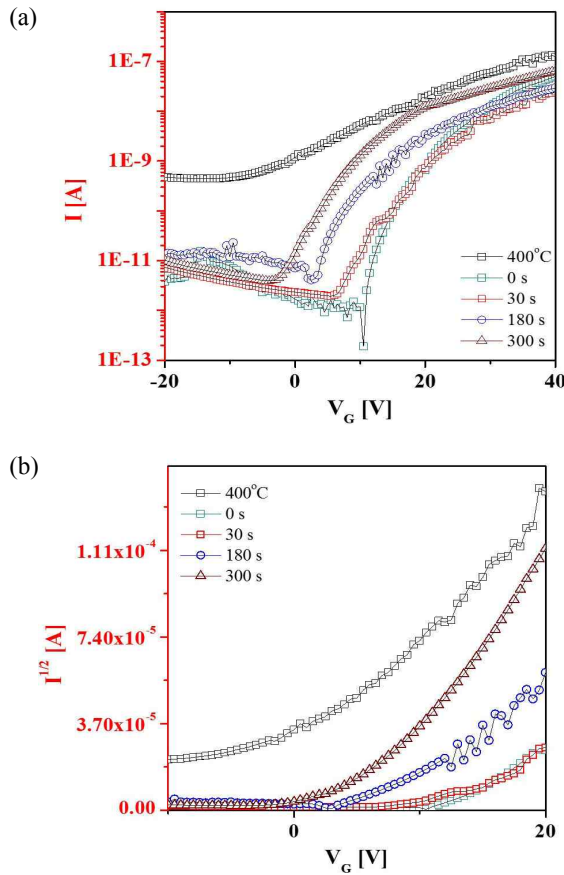 (a)
1E-7
1E-9
1E-11
1E-13
I [A]
400°C
0 s
30 s
180 s
300 s
-20
0
20
40
V_G [V]
(b)
400°C
0 s
30 s
180 s
300 s
1.11x10⁻⁴
7.40x10⁻⁵
3.70x10⁻⁵
0.00
I^1/2 [A]
0
20
V_G [V]